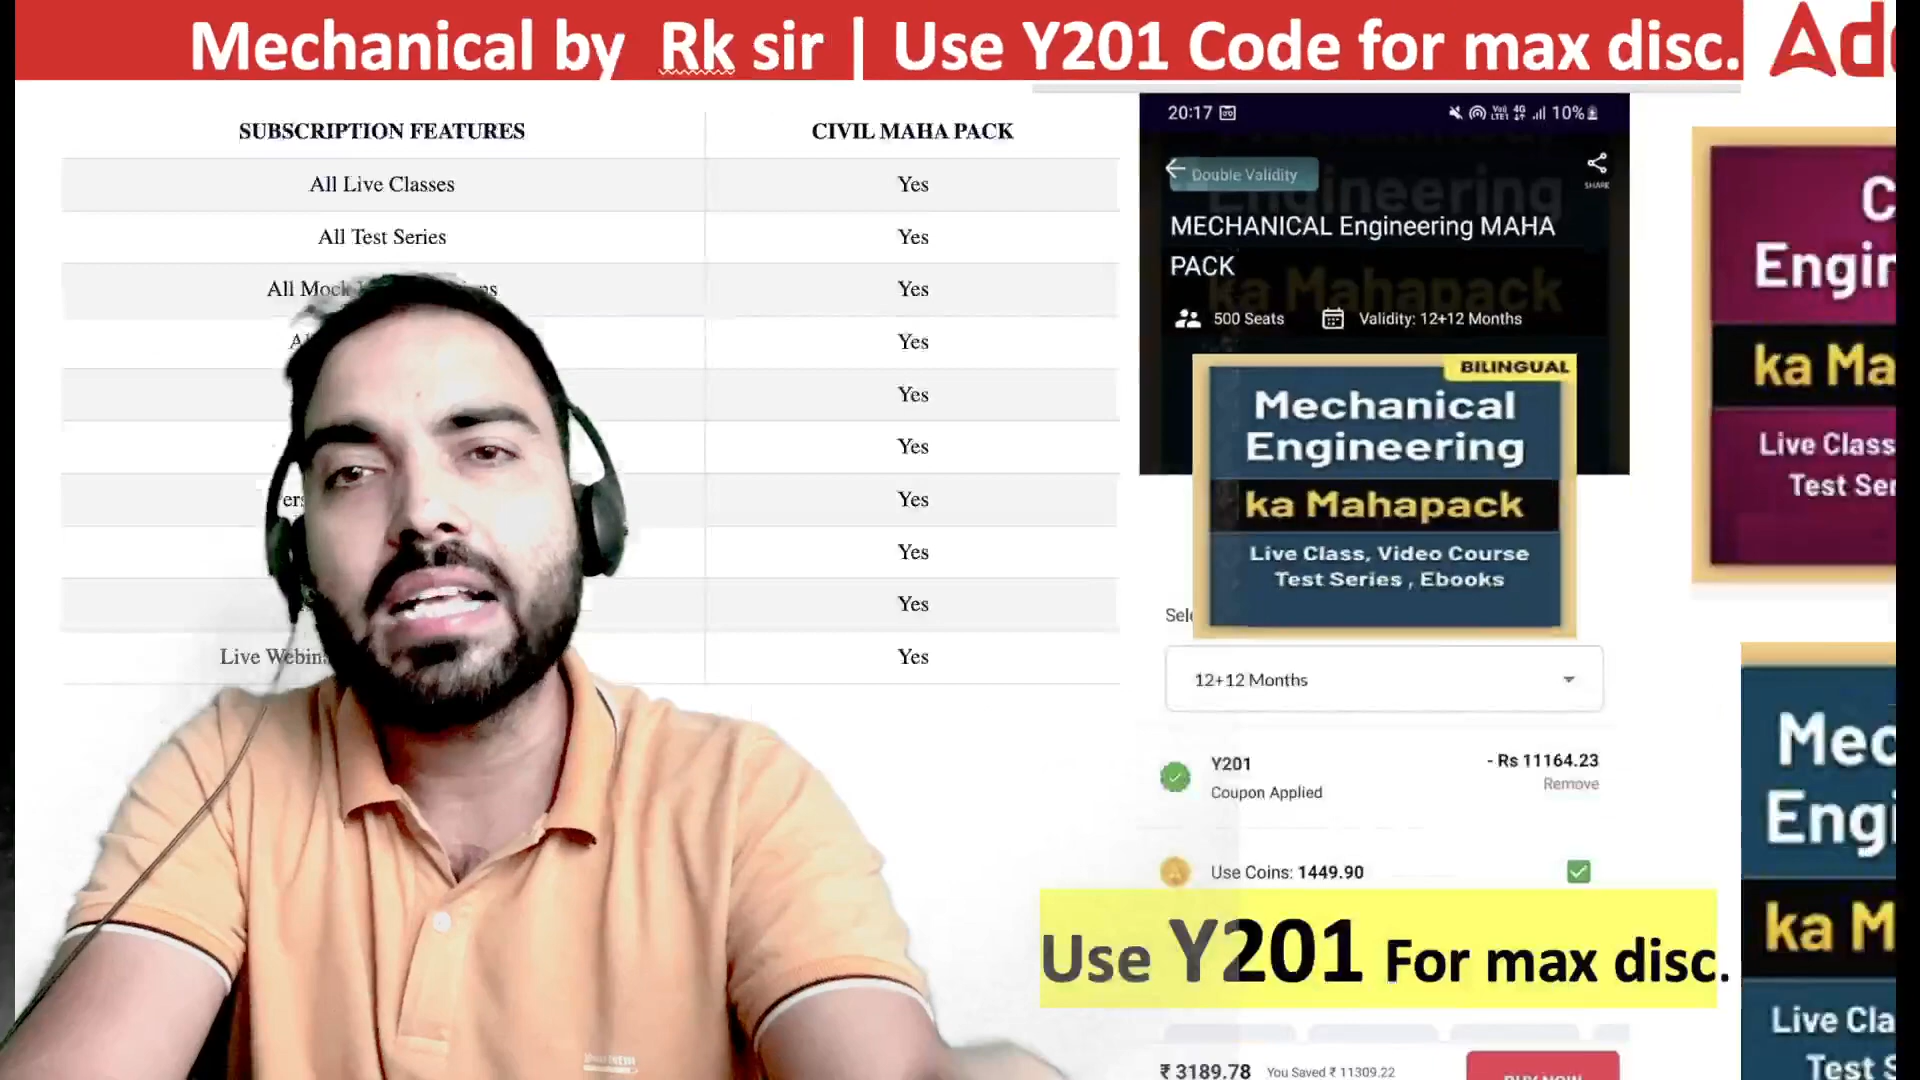 Mechanical by Rk sir | Use Y201 Code for max disc.
SUBSCRIPTION FEATURES CIVIL MAHA PACK
All Live Classes Yes
All Test Series Yes
All Mock Yes
Yes
Yes
Yes
Yes
Yes
Yes
Live Yes
20:17 10%
Double Validity
SHARE
MECHANICAL Engineering MAHA
PACK
500 Seats Validity: 12+12 Months
BILINGUAL
Mechanical
Engineering
ka Mahapack
Live Class, Video Course
Test Series , Ebooks
12+12 Months
Y201 - Rs 11164.23
Coupon Applied Remove
Use Coins: 1449.90
Use Y201 For max disc.
₹ 3189.78 You Saved ₹ 11309.22
BUY NOW
C
Engin
ka Ma
Live Class
Test Ser
Mec
Engi
ka M
Live Cla
Test S